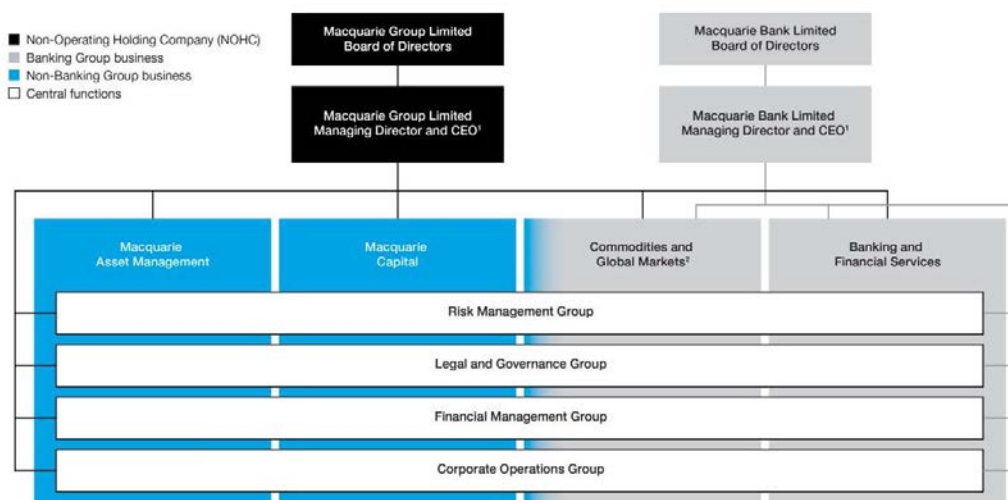 Non-Operating Holding Company (NOHC)
Banking Group business
Non-Banking Group business
Central functions
Macquarie Group Limited
Board of Directors
Macquarie Bank Limited
Board of Directors
Macquarie Group Limited
Managing Director and CEO¹
Macquarie Bank Limited
Managing Director and CEO¹
Macquarie
Asset Management
Macquarie
Capital
Commodities and
Global Markets²
Banking and
Financial Services
Risk Management Group
Legal and Governance Group
Financial Management Group
Corporate Operations Group